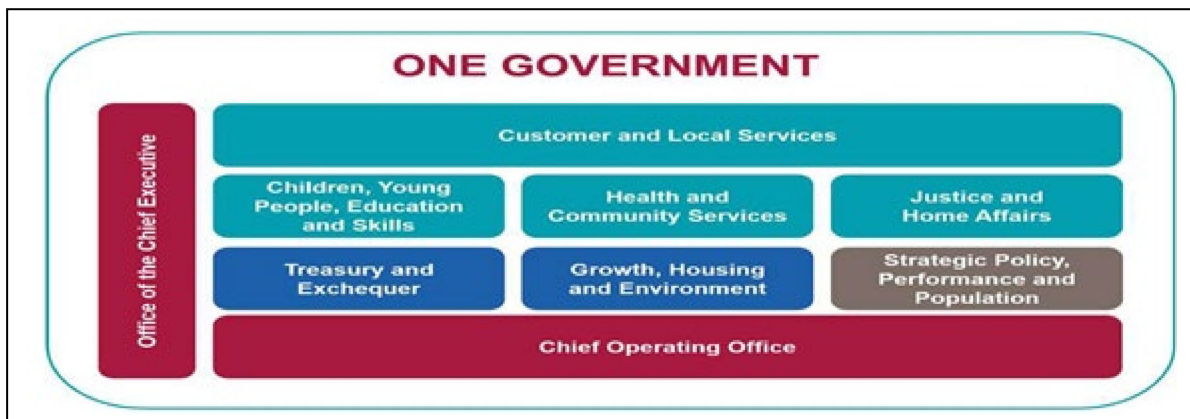 ONE GOVERNMENT
Office of the Chief Executive
Customer and Local Services
Children, Young
People, Education
and Skills
Health and
Community Services
Justice and
Home Affairs
Treasury and
Exchequer
Growth, Housing
and Environment
Strategic Policy,
Performance and
Population
Chief Operating Office